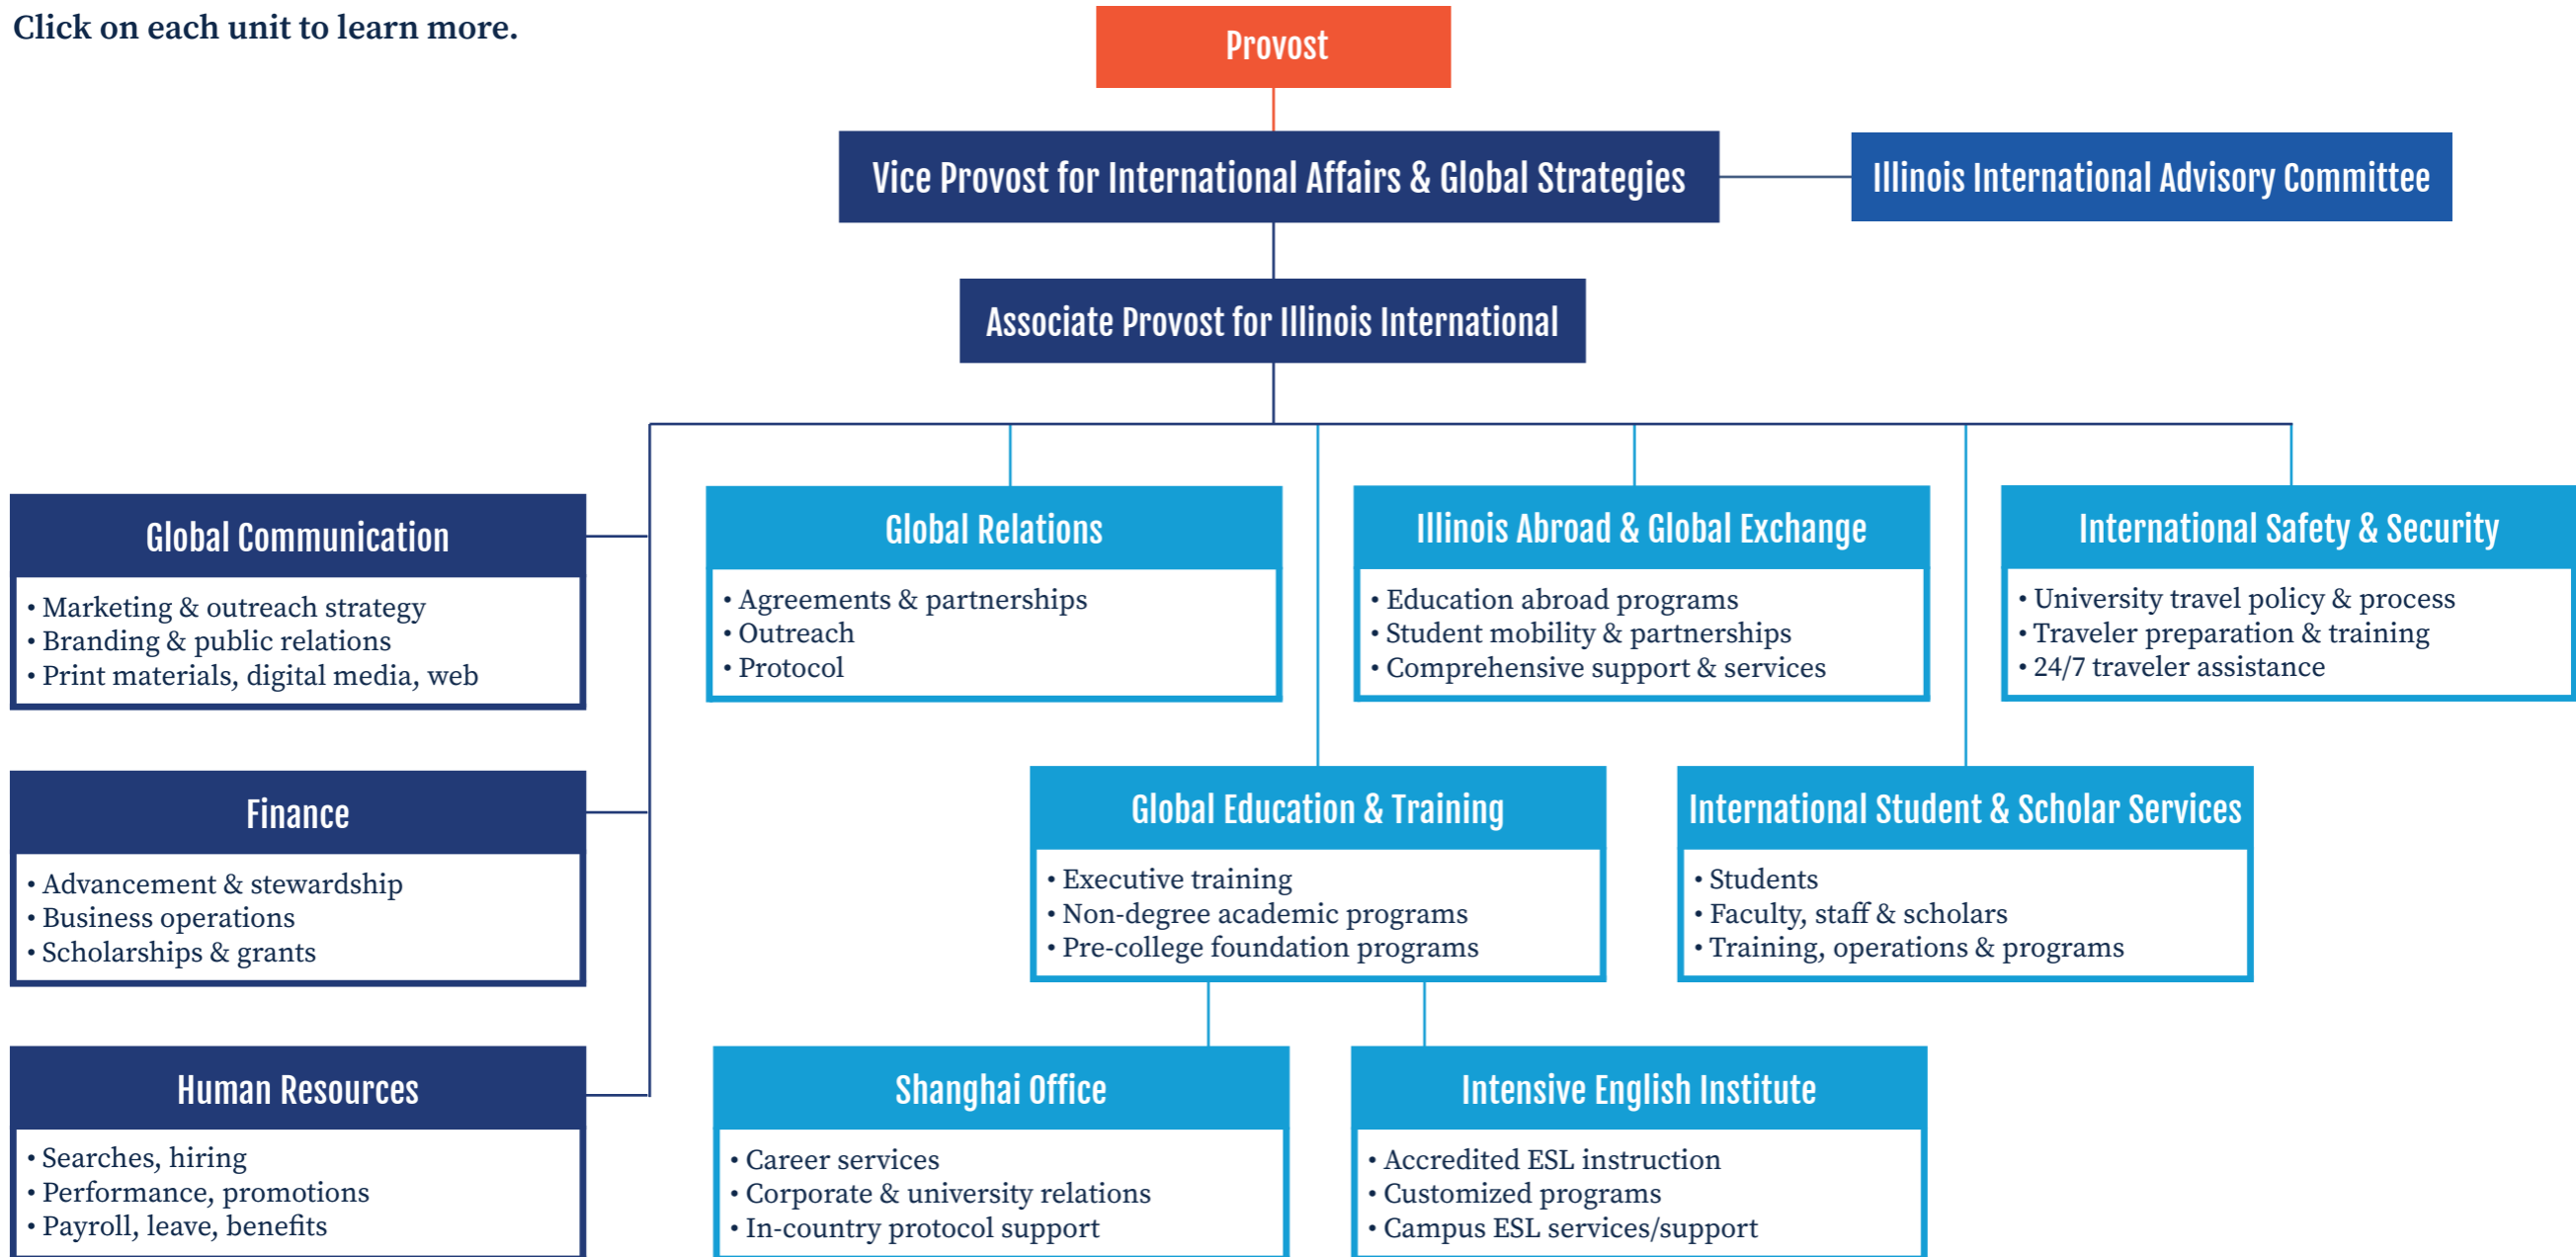 Click on each unit to learn more.
Provost
Vice Provost for International Affairs & Global Strategies
Illinois International Advisory Committee
Associate Provost for Illinois International
Global Communication
• Marketing & outreach strategy
• Branding & public relations
• Print materials, digital media, web
Global Relations
• Agreements & partnerships
• Outreach
• Protocol
Illinois Abroad & Global Exchange
• Education abroad programs
• Student mobility & partnerships
• Comprehensive support & services
International Safety & Security
• University travel policy & process
• Traveler preparation & training
• 24/7 traveler assistance
Finance
• Advancement & stewardship
• Business operations
• Scholarships & grants
Global Education & Training
• Executive training
• Non-degree academic programs
• Pre-college foundation programs
International Student & Scholar Services
• Students
• Faculty, staff & scholars
• Training, operations & programs
Human Resources
• Searches, hiring
• Performance, promotions
• Payroll, leave, benefits
Shanghai Office
• Career services
• Corporate & university relations
• In-country protocol support
Intensive English Institute
• Accredited ESL instruction
• Customized programs
• Campus ESL services/support